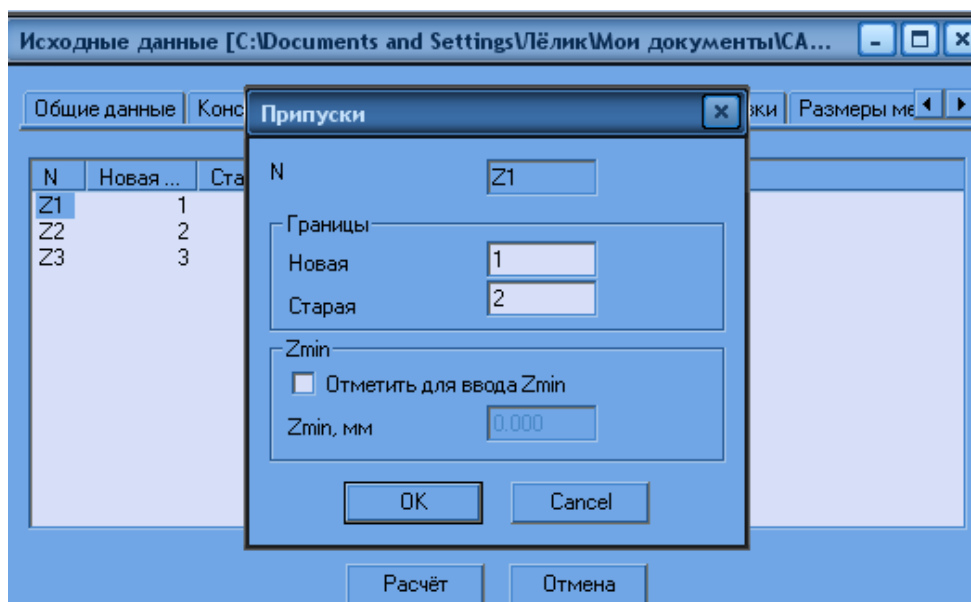 Исходные данные [C:\Documents and Settings\Лёлик\Мои документы\CA...
Общие данные Конс
Припуски
зки Размеры ме
N Новая ... Ста
Z1 1
Z2 2
Z3 3
N Z1
Границы
Новая 1
Старая 2
Zmin
Отметить для ввода Zmin
Zmin, мм 0.000
OK Cancel
Расчёт Отмена